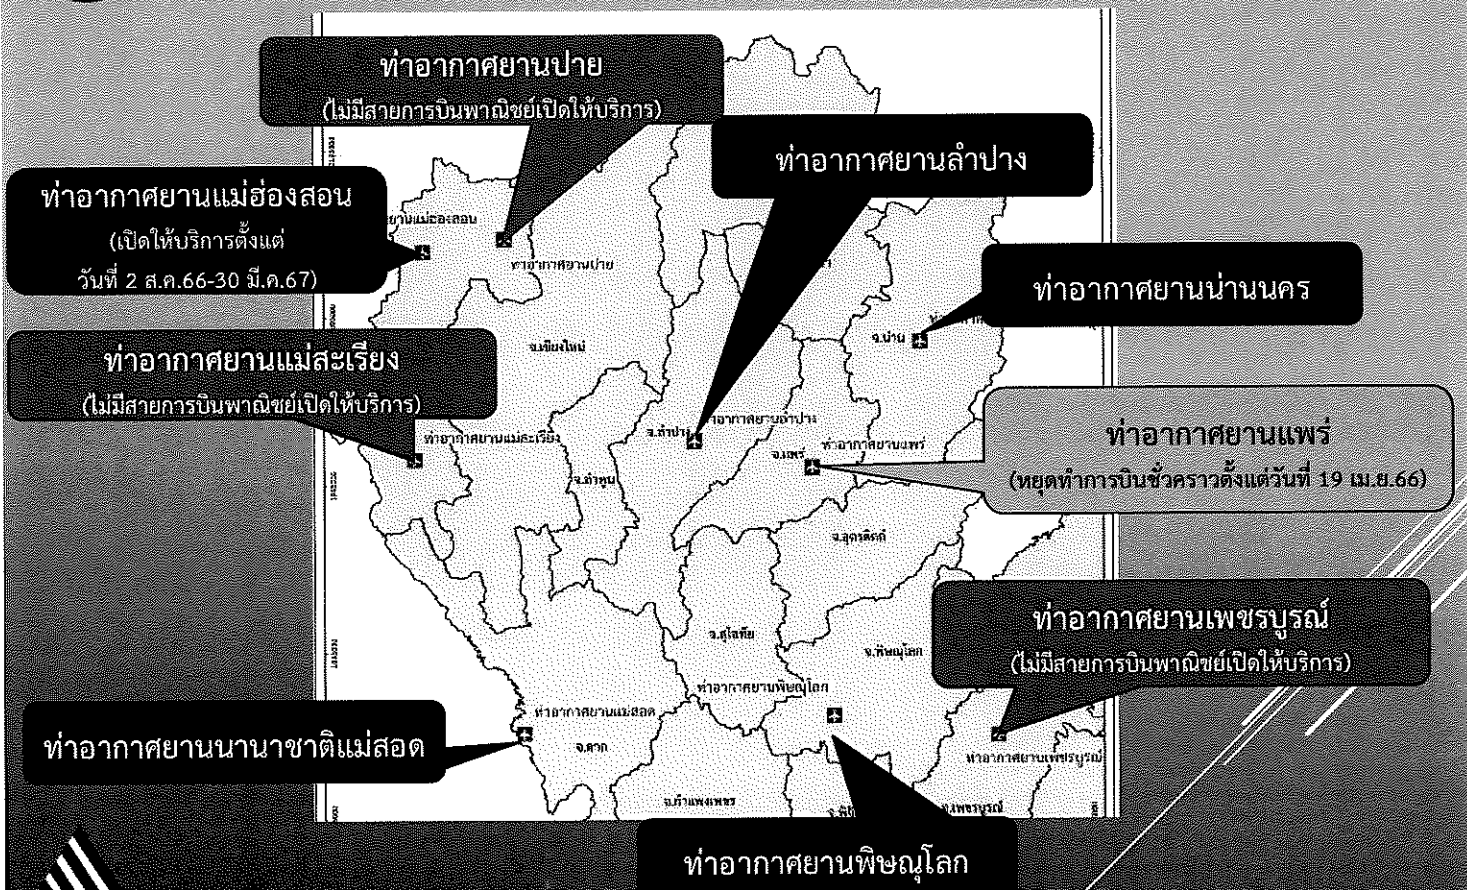 ท่าอากาศยานปาย
(ไม่มีสายการบินพาณิชย์เปิดให้บริการ)
ท่าอากาศยานลำปาง
ท่าอากาศยานแม่ฮ่องสอน
(เปิดให้บริการตั้งแต่
วันที่ 2 ส.ค.66-30 มี.ค.67)
ยานแม่ฮ่องสอน
ท่าอากาศยานปาย
ท่าอากาศยานน่านนคร
จ.น่าน
จ.เชียงใหม่
ท่าอากาศยานแม่สะเรียง
(ไม่มีสายการบินพาณิชย์เปิดให้บริการ)
ท่าอากาศยานแม่สะเรียง
จ.ลำปาง
ท่าอากาศยานลำปาง
ท่าอากาศยานแพร่
จ.แพร่
จ.ลำพูน
ท่าอากาศยานแพร่
(หยุดทำการบินชั่วคราวตั้งแต่วันที่ 19 เม.ย.66)
จ.อุตรดิตถ์
จ.สุโขทัย
จ.พิษณุโลก
ท่าอากาศยานเพชรบูรณ์
(ไม่มีสายการบินพาณิชย์เปิดให้บริการ)
ท่าอากาศยานพิษณุโลก
ท่าอากาศยานแม่สอด
จ.ตาก
ท่าอากาศยานนานาชาติแม่สอด
ท่าอากาศยานเพชรบูรณ์
จ.กำแพงเพชร
จ.เพชรบูรณ์
ท่าอากาศยานพิษณุโลก